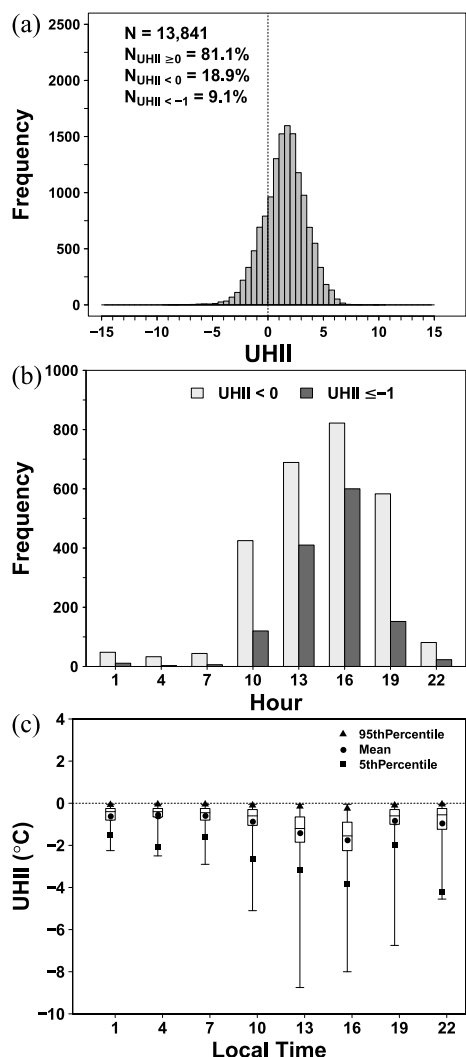 (a)
N = 13,841
N_UHII ≥0 = 81.1%
N_UHII < 0 = 18.9%
N_UHII < −1 = 9.1%
2500
2000
1500
1000
500
0
Frequency
−15 −10 −5 0 5 10 15
UHII
(b)
UHII < 0 UHII ≤−1
1000
800
600
400
200
0
Frequency
1 4 7 10 13 16 19 22
Hour
(c)
95thPercentile
Mean
5thPercentile
4
2
0
−2
−4
−6
−8
−10
UHII (°C)
1 4 7 10 13 16 19 22
Local Time